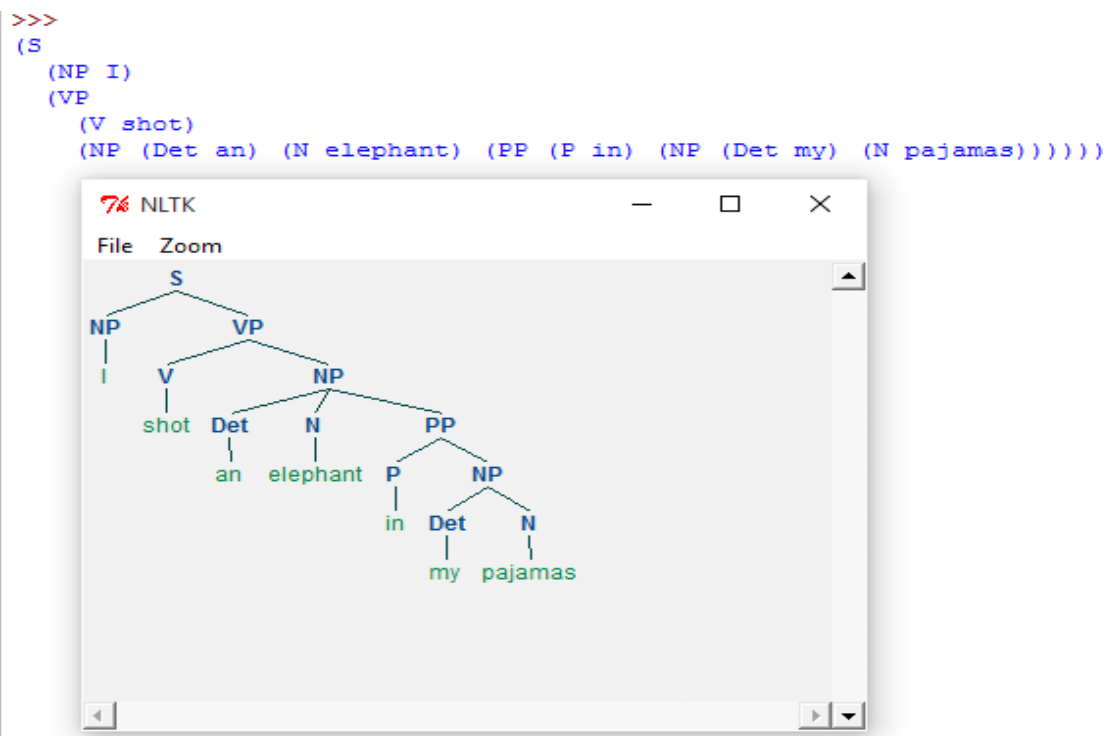 >>>
(S
(NP I)
(VP
(V shot)
(NP (Det an) (N elephant) (PP (P in) (NP (Det my) (N pajamas))))))
NLTK
File Zoom
S
NP VP
I V NP
shot Det N PP
an elephant P NP
in Det N
my pajamas